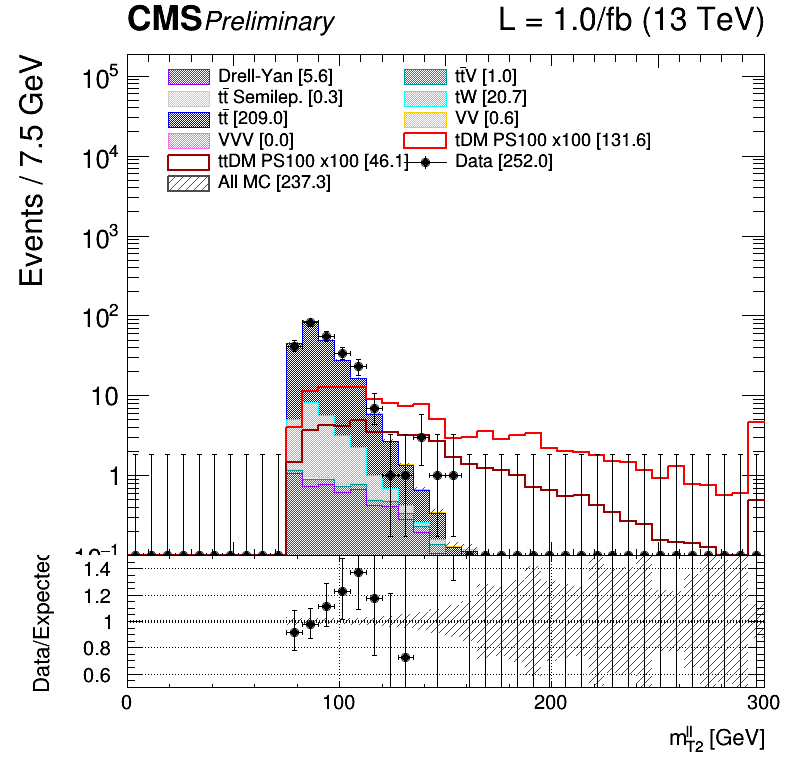 CMS Preliminary L = 1.0/fb (13 TeV)
Events / 7.5 GeV
10⁵
10⁴
10³
10²
10
1
10⁻¹
Drell-Yan [5.6]
tt̄V [1.0]
tt̄ Semilep. [0.3]
tW [20.7]
tt̄ [209.0]
VV [0.6]
VVV [0.0]
tDM PS100 x100 [131.6]
ttDM PS100 x100 [46.1]
Data [252.0]
All MC [237.3]
Data/Expected
1.4
1.2
1
0.8
0.6
0 100 200 300
m_T2^ll [GeV]